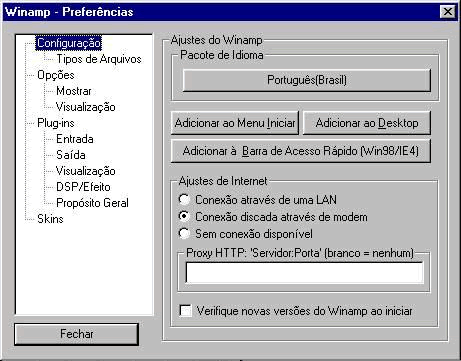 Winamp - Preferências
Configuração
Tipos de Arquivos
Opções
Mostrar
Visualização
Plug-ins
Entrada
Saída
Visualização
DSP/Efeito
Propósito Geral
Skins
Fechar
Ajustes do Winamp
Pacote de Idioma
Português(Brasil)
Adicionar ao Menu Iniciar
Adicionar ao Desktop
Adicionar à Barra de Acesso Rápido (Win98/IE4)
Ajustes de Internet
Conexão através de uma LAN
Conexão discada através de modem
Sem conexão disponível
Proxy HTTP: 'Servidor:Porta' (branco = nenhum)
Verifique novas versões do Winamp ao iniciar